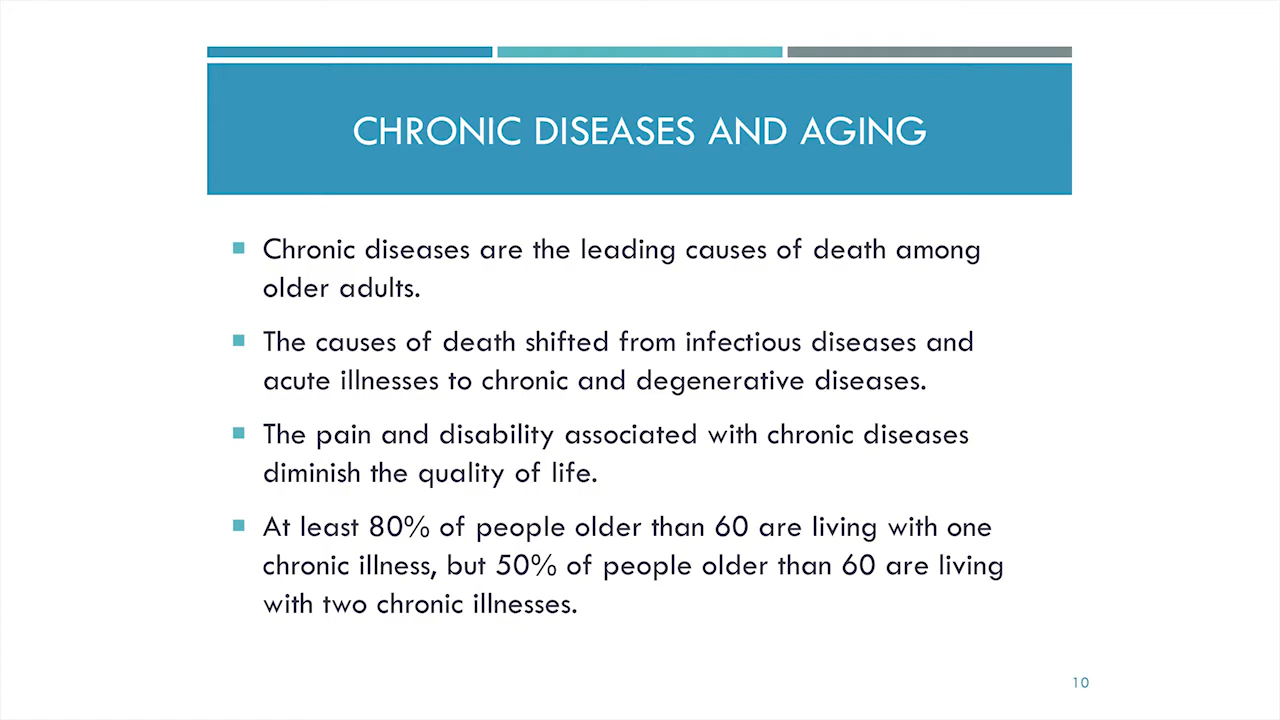 CHRONIC DISEASES AND AGING
Chronic diseases are the leading causes of death among
older adults.
The causes of death shifted from infectious diseases and
acute illnesses to chronic and degenerative diseases.
The pain and disability associated with chronic diseases
diminish the quality of life.
At least 80% of people older than 60 are living with one
chronic illness, but 50% of people older than 60 are living
with two chronic illnesses.
10